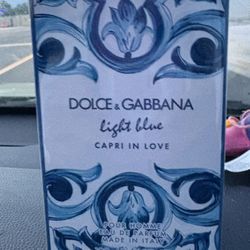 DOLCE & GABBANA
light blue
CAPRI IN LOVE
POUR HOMME
EAU DE PARFUM
MADE IN ITALY